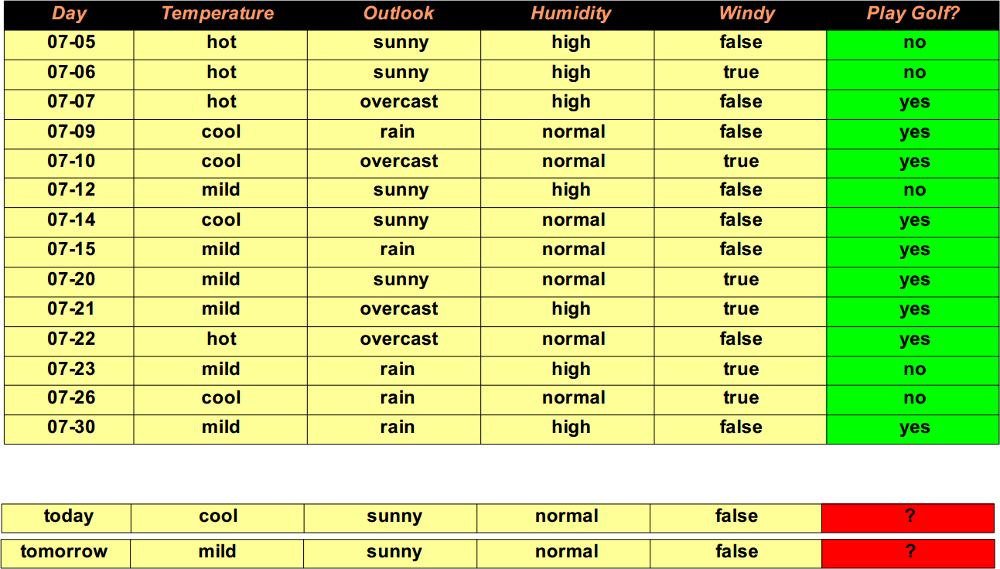 Day Temperature Outlook Humidity Windy Play Golf?
07-05 hot sunny high false no
07-06 hot sunny high true no
07-07 hot overcast high false yes
07-09 cool rain normal false yes
07-10 cool overcast normal true yes
07-12 mild sunny high false no
07-14 cool sunny normal false yes
07-15 mild rain normal false yes
07-20 mild sunny normal true yes
07-21 mild overcast high true yes
07-22 hot overcast normal false yes
07-23 mild rain high true no
07-26 cool rain normal true no
07-30 mild rain high false yes
today cool sunny normal false ?
tomorrow mild sunny normal false ?